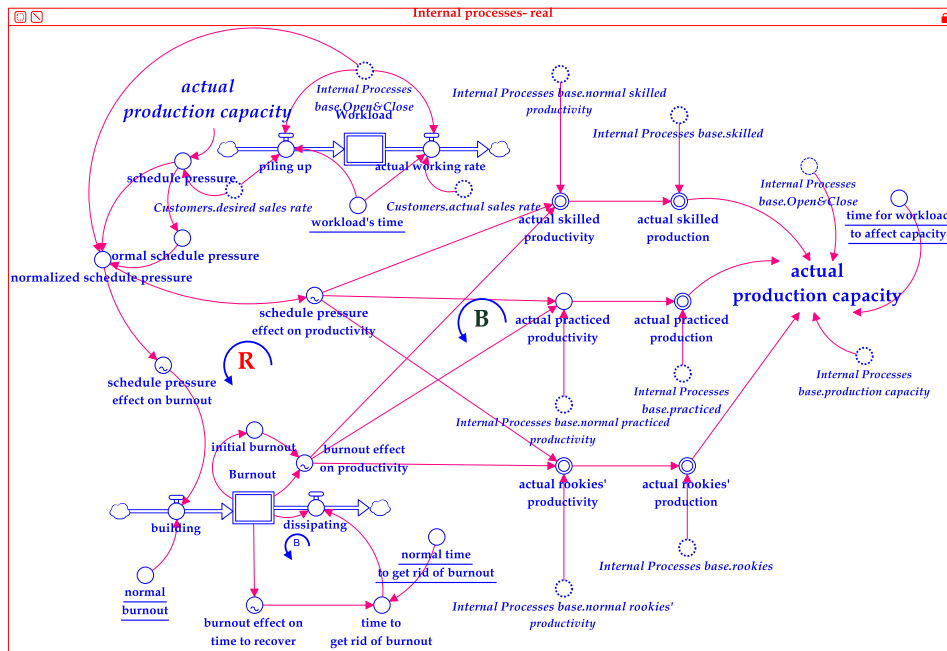 Internal processes- real
actual
production capacity
Internal Processes
base.Open&Close
Workload
piling up
actual working rate
schedule pressure
Customers.desired sales rate
Customers.actual sales rate
workload's time
ormal schedule pressure
normalized schedule pressure
Internal Processes base.normal skilled
productivity
Internal Processes base.skilled
actual skilled
productivity
actual skilled
production
Internal Processes
base.Open&Close
time for workload
to affect capacity
actual
production capacity
schedule pressure
effect on productivity
B
actual practiced
productivity
actual practiced
production
R
schedule pressure
effect on burnout
Internal Processes
base.practiced
Internal Processes
base.production capacity
Internal Processes base.normal practiced
productivity
initial burnout
burnout effect
on productivity
Burnout
actual rookies'
productivity
actual rookies'
production
building
dissipating
B
normal time
to get rid of burnout
Internal Processes base.rookies
normal
burnout
burnout effect on
time to recover
time to
get rid of burnout
Internal Processes base.normal rookies'
productivity